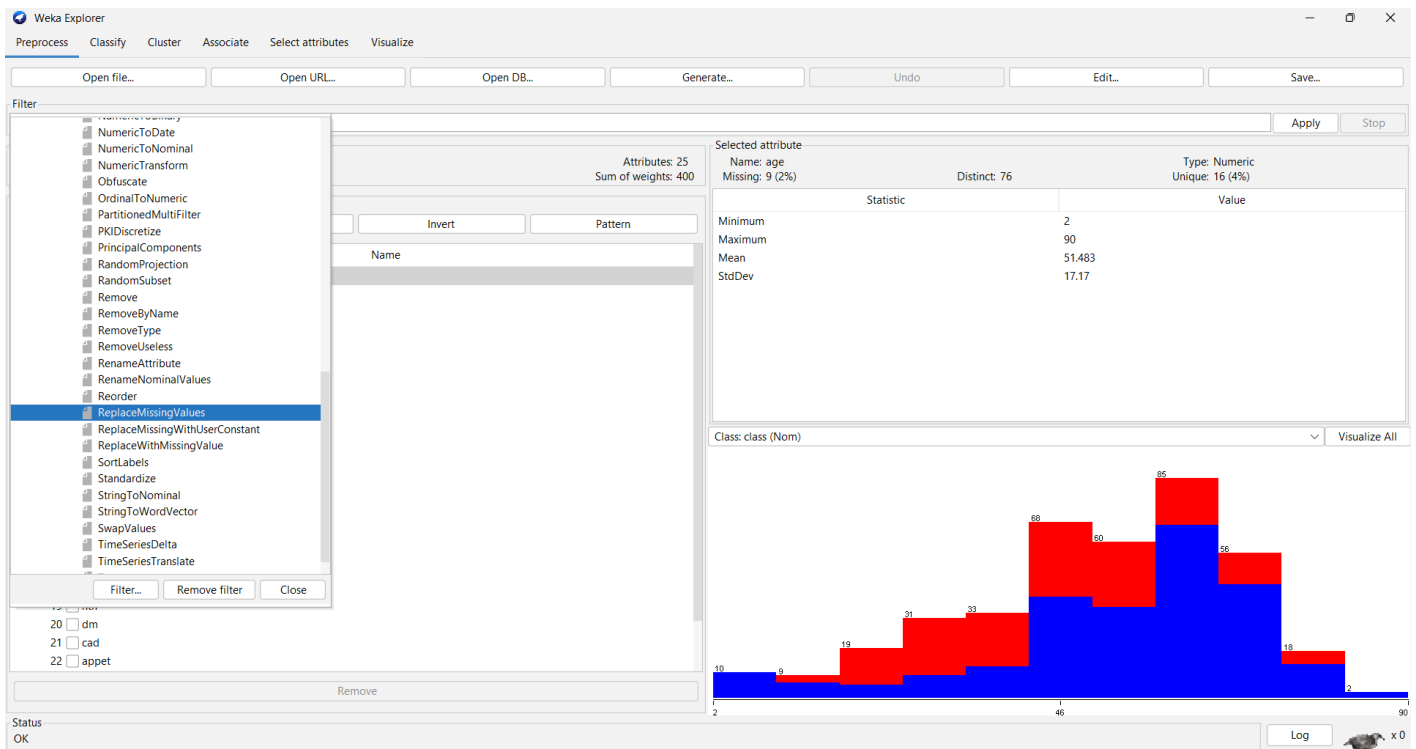 Weka Explorer
Preprocess Classify Cluster Associate Select attributes Visualize
Open file... Open URL... Open DB... Generate... Undo Edit... Save...
Filter
Apply Stop
NumericToBinary
NumericToDate
NumericToNominal
NumericTransform
Obfuscate
OrdinalToNumeric
PartitionedMultiFilter
PKIDiscretize
PrincipalComponents
RandomProjection
RandomSubset
Remove
RemoveByName
RemoveType
RemoveUseless
RenameAttribute
RenameNominalValues
Reorder
ReplaceMissingValues
ReplaceMissingWithUserConstant
ReplaceWithMissingValue
SortLabels
Standardize
StringToNominal
StringToWordVector
SwapValues
TimeSeriesDelta
TimeSeriesTranslate
Filter... Remove filter Close
Attributes: 25
Sum of weights: 400
Invert Pattern
Name
19 htn
20 dm
21 cad
22 appet
Remove
Selected attribute
Name: age Type: Numeric
Missing: 9 (2%) Distinct: 76 Unique: 16 (4%)
Statistic Value
Minimum 2
Maximum 90
Mean 51.483
StdDev 17.17
Class: class (Nom) Visualize All
10 9 19 31 33 68 60 85 56 18 2
2 46 90
Status
OK
Log x 0